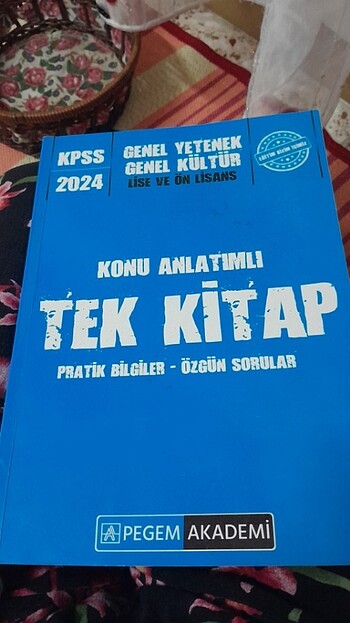 KPSS
2024
GENEL YETENEK
GENEL KÜLTÜR
LİSE VE ÖN LİSANS
KONU ANLATIMLI
TEK KİTAP
PRATİK BİLGİLER - ÖZGÜN SORULAR
PEGEM AKADEMİ